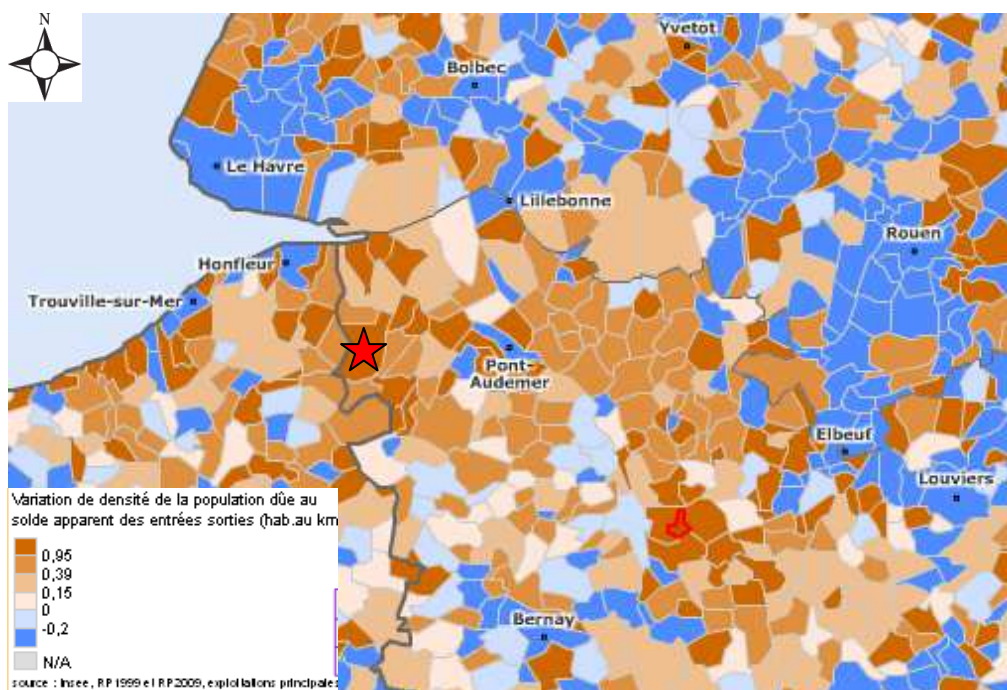 N
Yvetot
Bolbec
Le Havre
Lillebonne
Rouen
Honfleur
Trouville-sur-Mer
Pont-
Audemer
Elbeuf
Louviers
Bernay
Variation de densité de la population dûe au
solde apparent des entrées sorties (hab.au km
0,95
0,39
0,15
0
-0,2
N/A
source : Insee, RP1999 et RP2009, exploitations principales